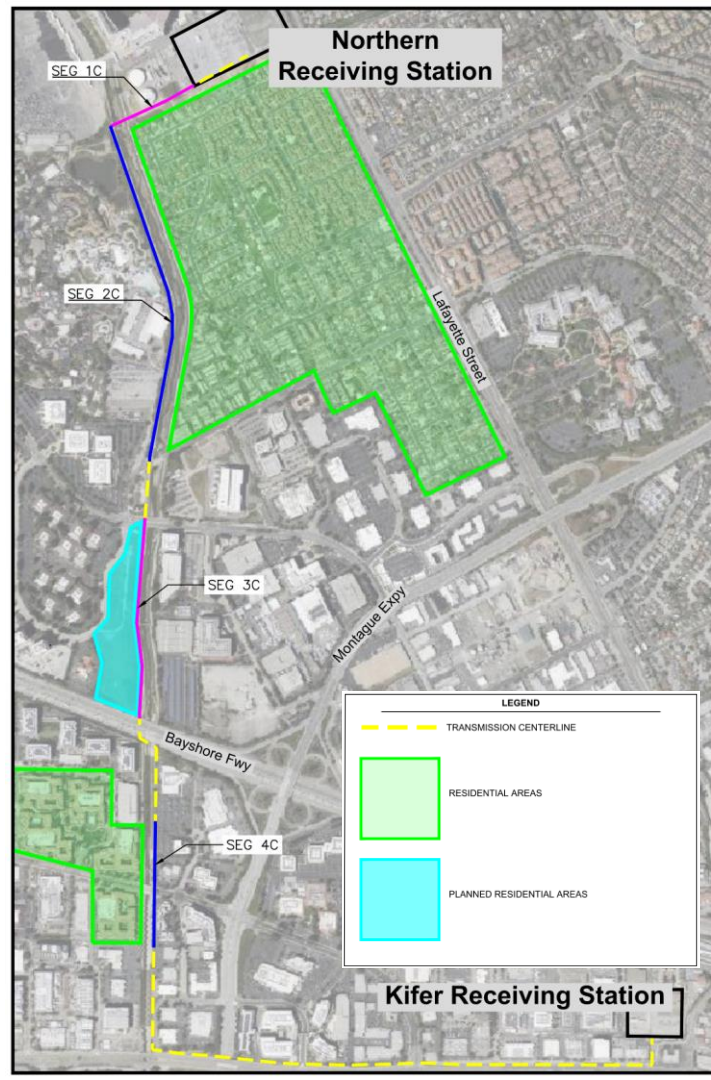 Northern
Receiving Station
SEG 1C
SEG 2C
Lafayette Street
SEG 3C
Montague Expy
Bayshore Fwy
SEG 4C
LEGEND
TRANSMISSION CENTERLINE
RESIDENTIAL AREAS
PLANNED RESIDENTIAL AREAS
Kifer Receiving Station